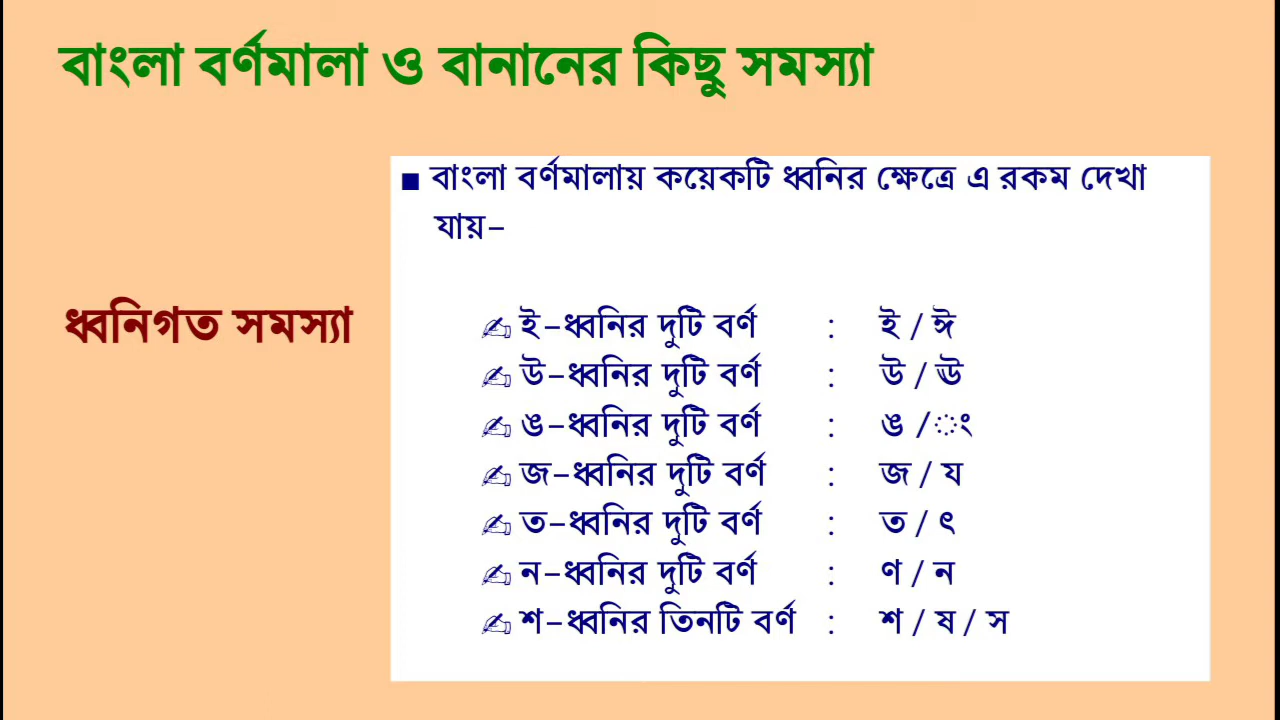 বাংলা বর্ণমালা ও বানানের কিছু সমস্যা
ধ্বনিগত সমস্যা
■ বাংলা বর্ণমালায় কয়েকটি ধ্বনির ক্ষেত্রে এ রকম দেখা
যায়–
✍ ই–ধ্বনির দুটি বর্ণ : ই / ঈ
✍ উ–ধ্বনির দুটি বর্ণ : উ / ঊ
✍ ঙ–ধ্বনির দুটি বর্ণ : ঙ /ং
✍ জ–ধ্বনির দুটি বর্ণ : জ / য
✍ ত–ধ্বনির দুটি বর্ণ : ত / ৎ
✍ ন–ধ্বনির দুটি বর্ণ : ণ / ন
✍ শ–ধ্বনির তিনটি বর্ণ : শ / ষ / স